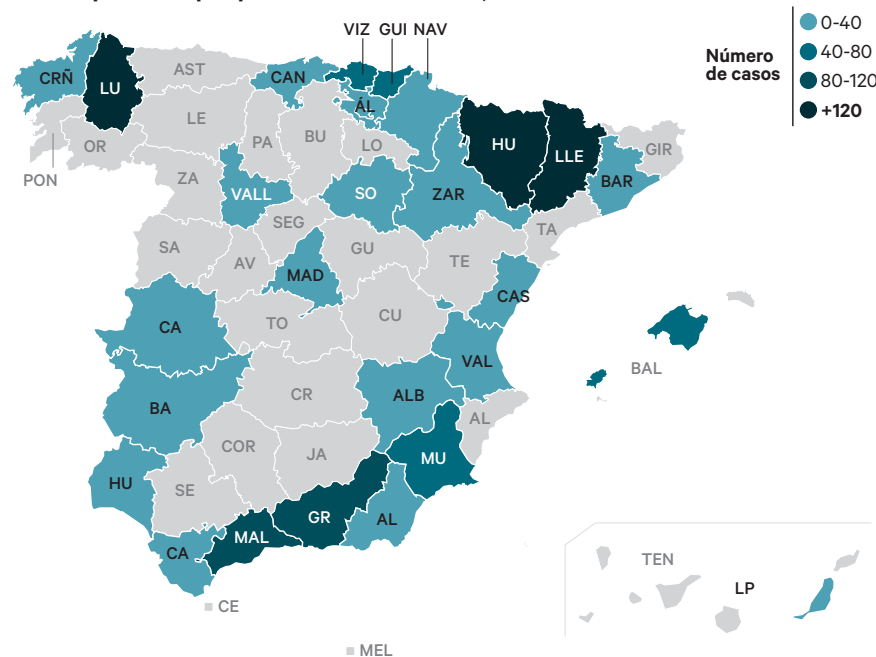 VIZ GUI NAV
Número
de casos
0-40
40-80
80-120
+120
CRÑ
LU
AST
CAN
ÁL
LE
PA
BU
LO
OR
PON
ZA
VALL
SO
ZAR
HU
LLE
BAR
GIR
TA
SEG
SA
AV
MAD
GU
TE
CAS
CA
TO
CU
VAL
BAL
BA
CR
ALB
AL
COR
JA
MU
HU
SE
GR
AL
MAL
CA
CE
MEL
TEN
LP